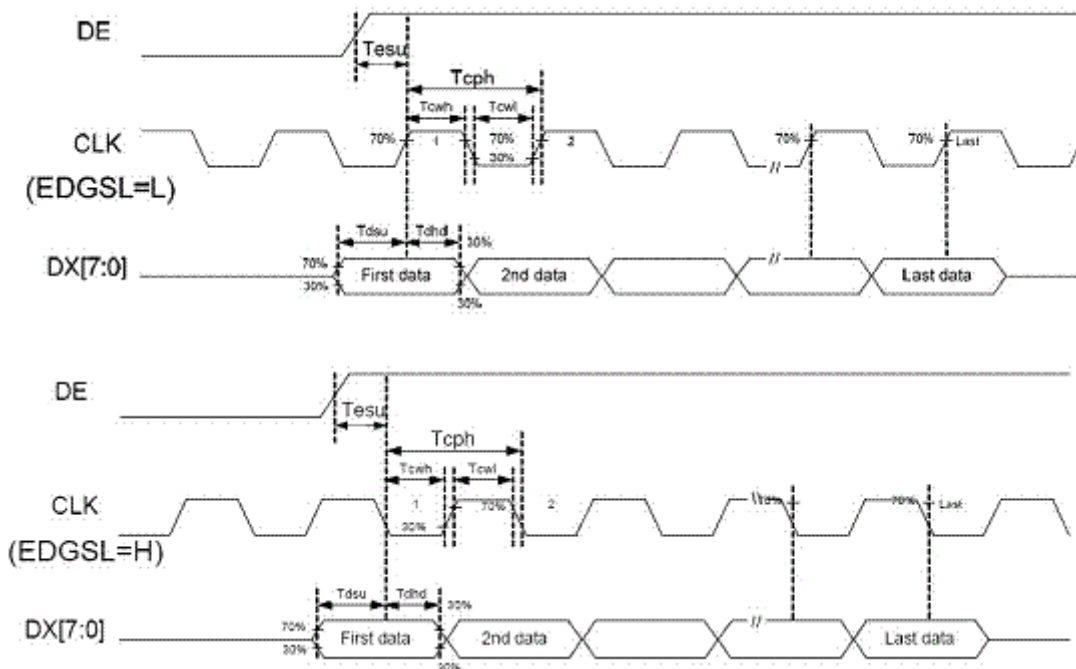 DE
Tesu
Tcph
Tcwh
Tcwl
CLK
70%
1
70%
30%
2
70%
70%
Last
(EDGSL=L)
//
Tdsu
Tdhd
30%
DX[7:0]
70%
30%
First data
2nd data
//
Last data
30%
DE
Tesu
Tcph
Tcwh
Tcwl
CLK
1
30%
70%
2
\\
70%
70%
Last
(EDGSL=H)
Tdsu
Tdhd
30%
DX[7:0]
70%
30%
First data
2nd data
//
Last data
30%